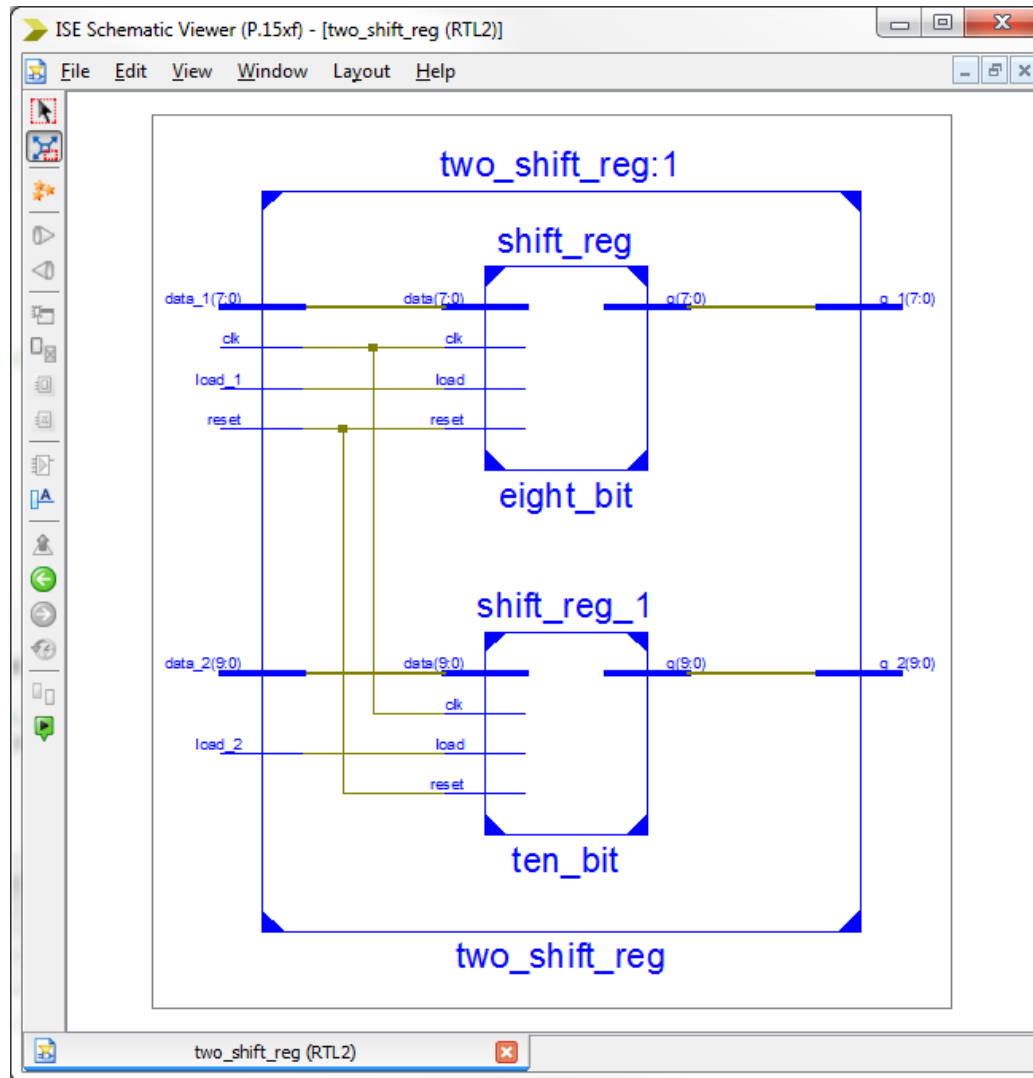 ISE Schematic Viewer (P.15xf) - [two_shift_reg (RTL2)]
File Edit View Window Layout Help
two_shift_reg:1
shift_reg
data_1(7:0) data(7:0) q(7:0) q_1(7:0)
clk clk
load_1 load
reset reset
eight_bit
shift_reg_1
data_2(9:0) data(9:0) q(9:0) q_2(9:0)
clk
load_2 load
reset
ten_bit
two_shift_reg
two_shift_reg (RTL2)